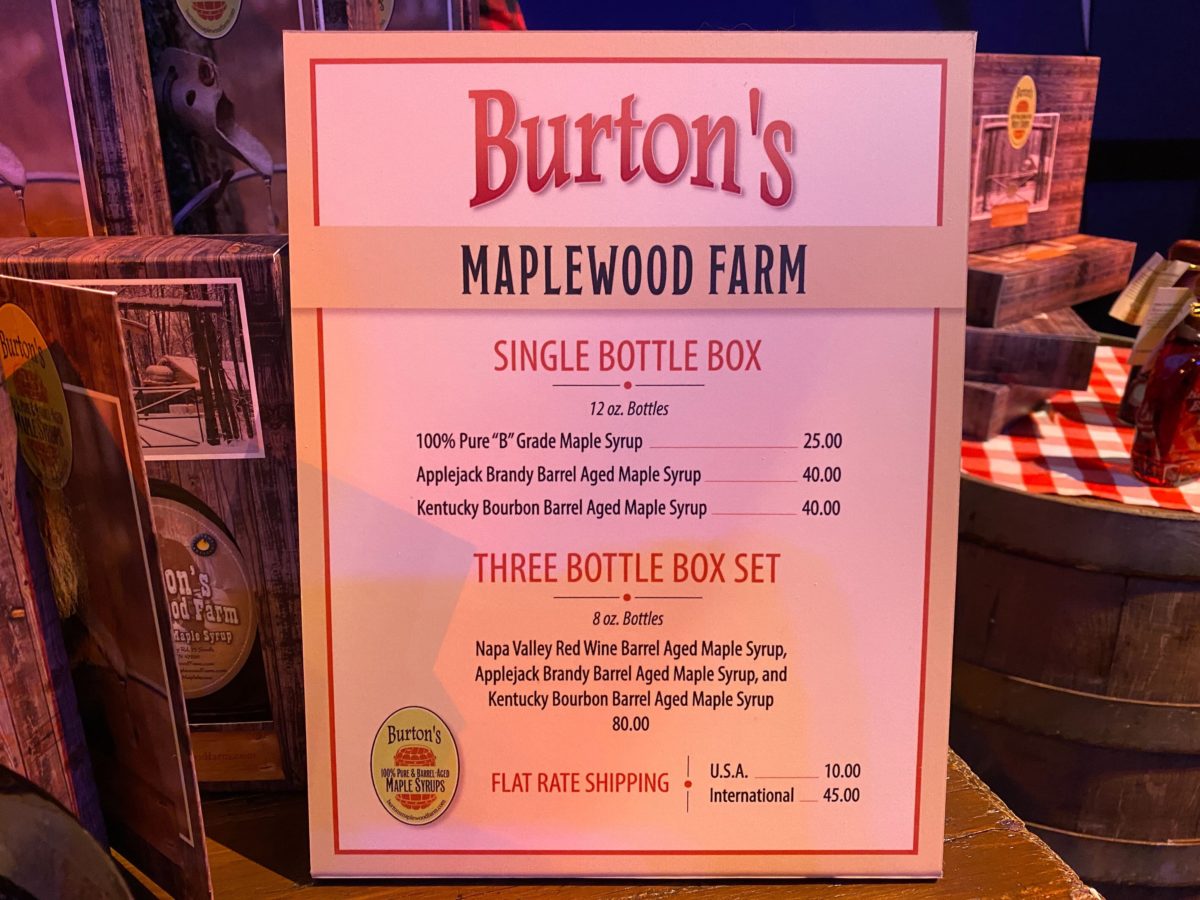 Burton's
MAPLEWOOD FARM
SINGLE BOTTLE BOX
12 oz. Bottles
100% Pure "B" Grade Maple Syrup 25.00
Applejack Brandy Barrel Aged Maple Syrup 40.00
Kentucky Bourbon Barrel Aged Maple Syrup 40.00
THREE BOTTLE BOX SET
8 oz. Bottles
Napa Valley Red Wine Barrel Aged Maple Syrup,
Applejack Brandy Barrel Aged Maple Syrup, and
Kentucky Bourbon Barrel Aged Maple Syrup
80.00
FLAT RATE SHIPPING
U.S.A. 10.00
International 45.00
Burton's
100% PURE & BARREL-AGED
MAPLE SYRUPS
burtonsmaplewoodfarm.com
Burton's
Maple Syrup
Burton's